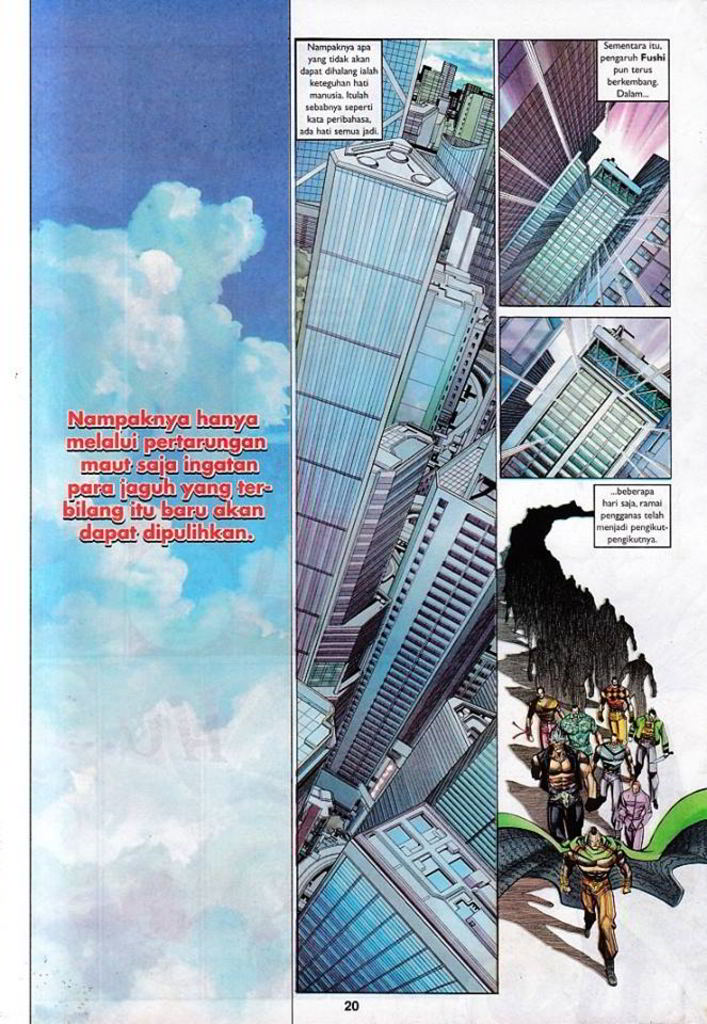 Nampaknya hanya
melalui pertarungan
maut saja ingatan
para jaguh yang ter-
bilang itu baru akan
dapat dipulihkan.
Nampaknya apa
yang tidak akan
dapat dihalang ialah
keteguhan hati
manusia. Itulah
sebabnya seperti
kata peribahasa,
ada hati semua jadi.
Sementara itu,
pengaruh Fushi
pun terus
berkembang.
Dalam...
...beberapa
hari saja, ramai
pengganas telah
menjadi pengikut-
pengikutnya.
20